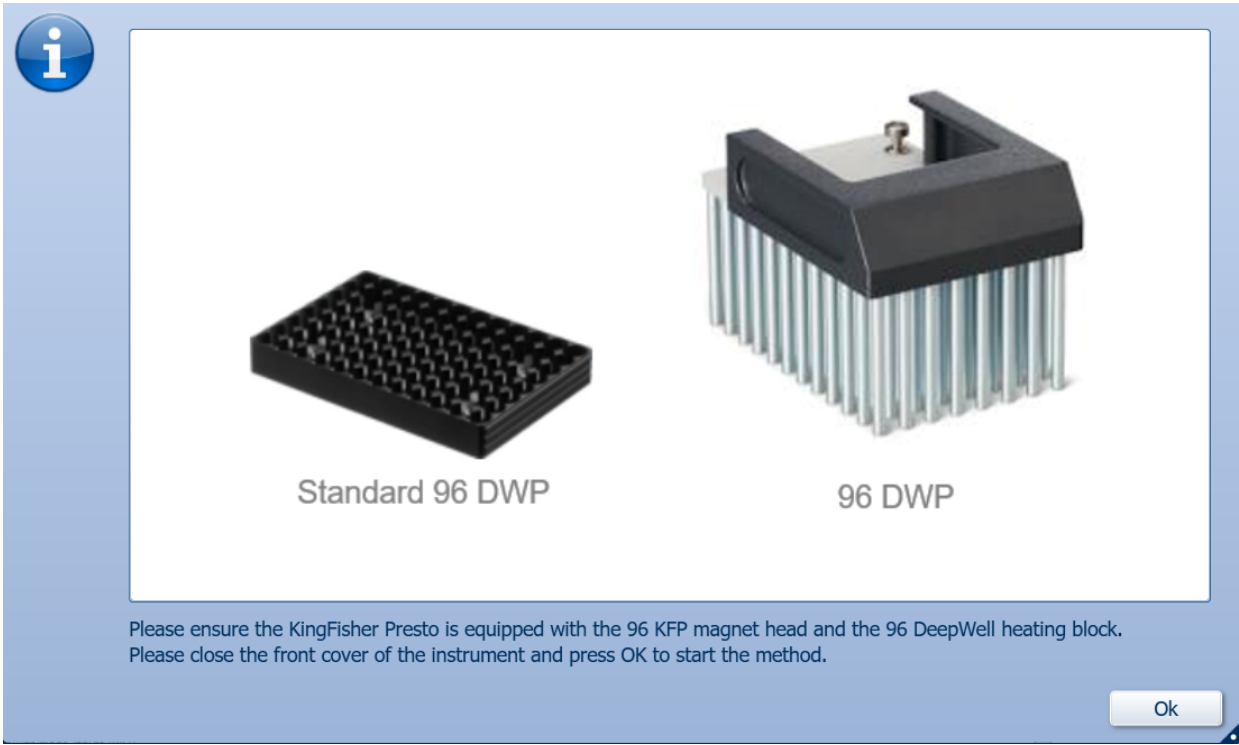 Standard 96 DWP
96 DWP
Please ensure the KingFisher Presto is equipped with the 96 KFP magnet head and the 96 DeepWell heating block.
Please close the front cover of the instrument and press OK to start the method.
Ok